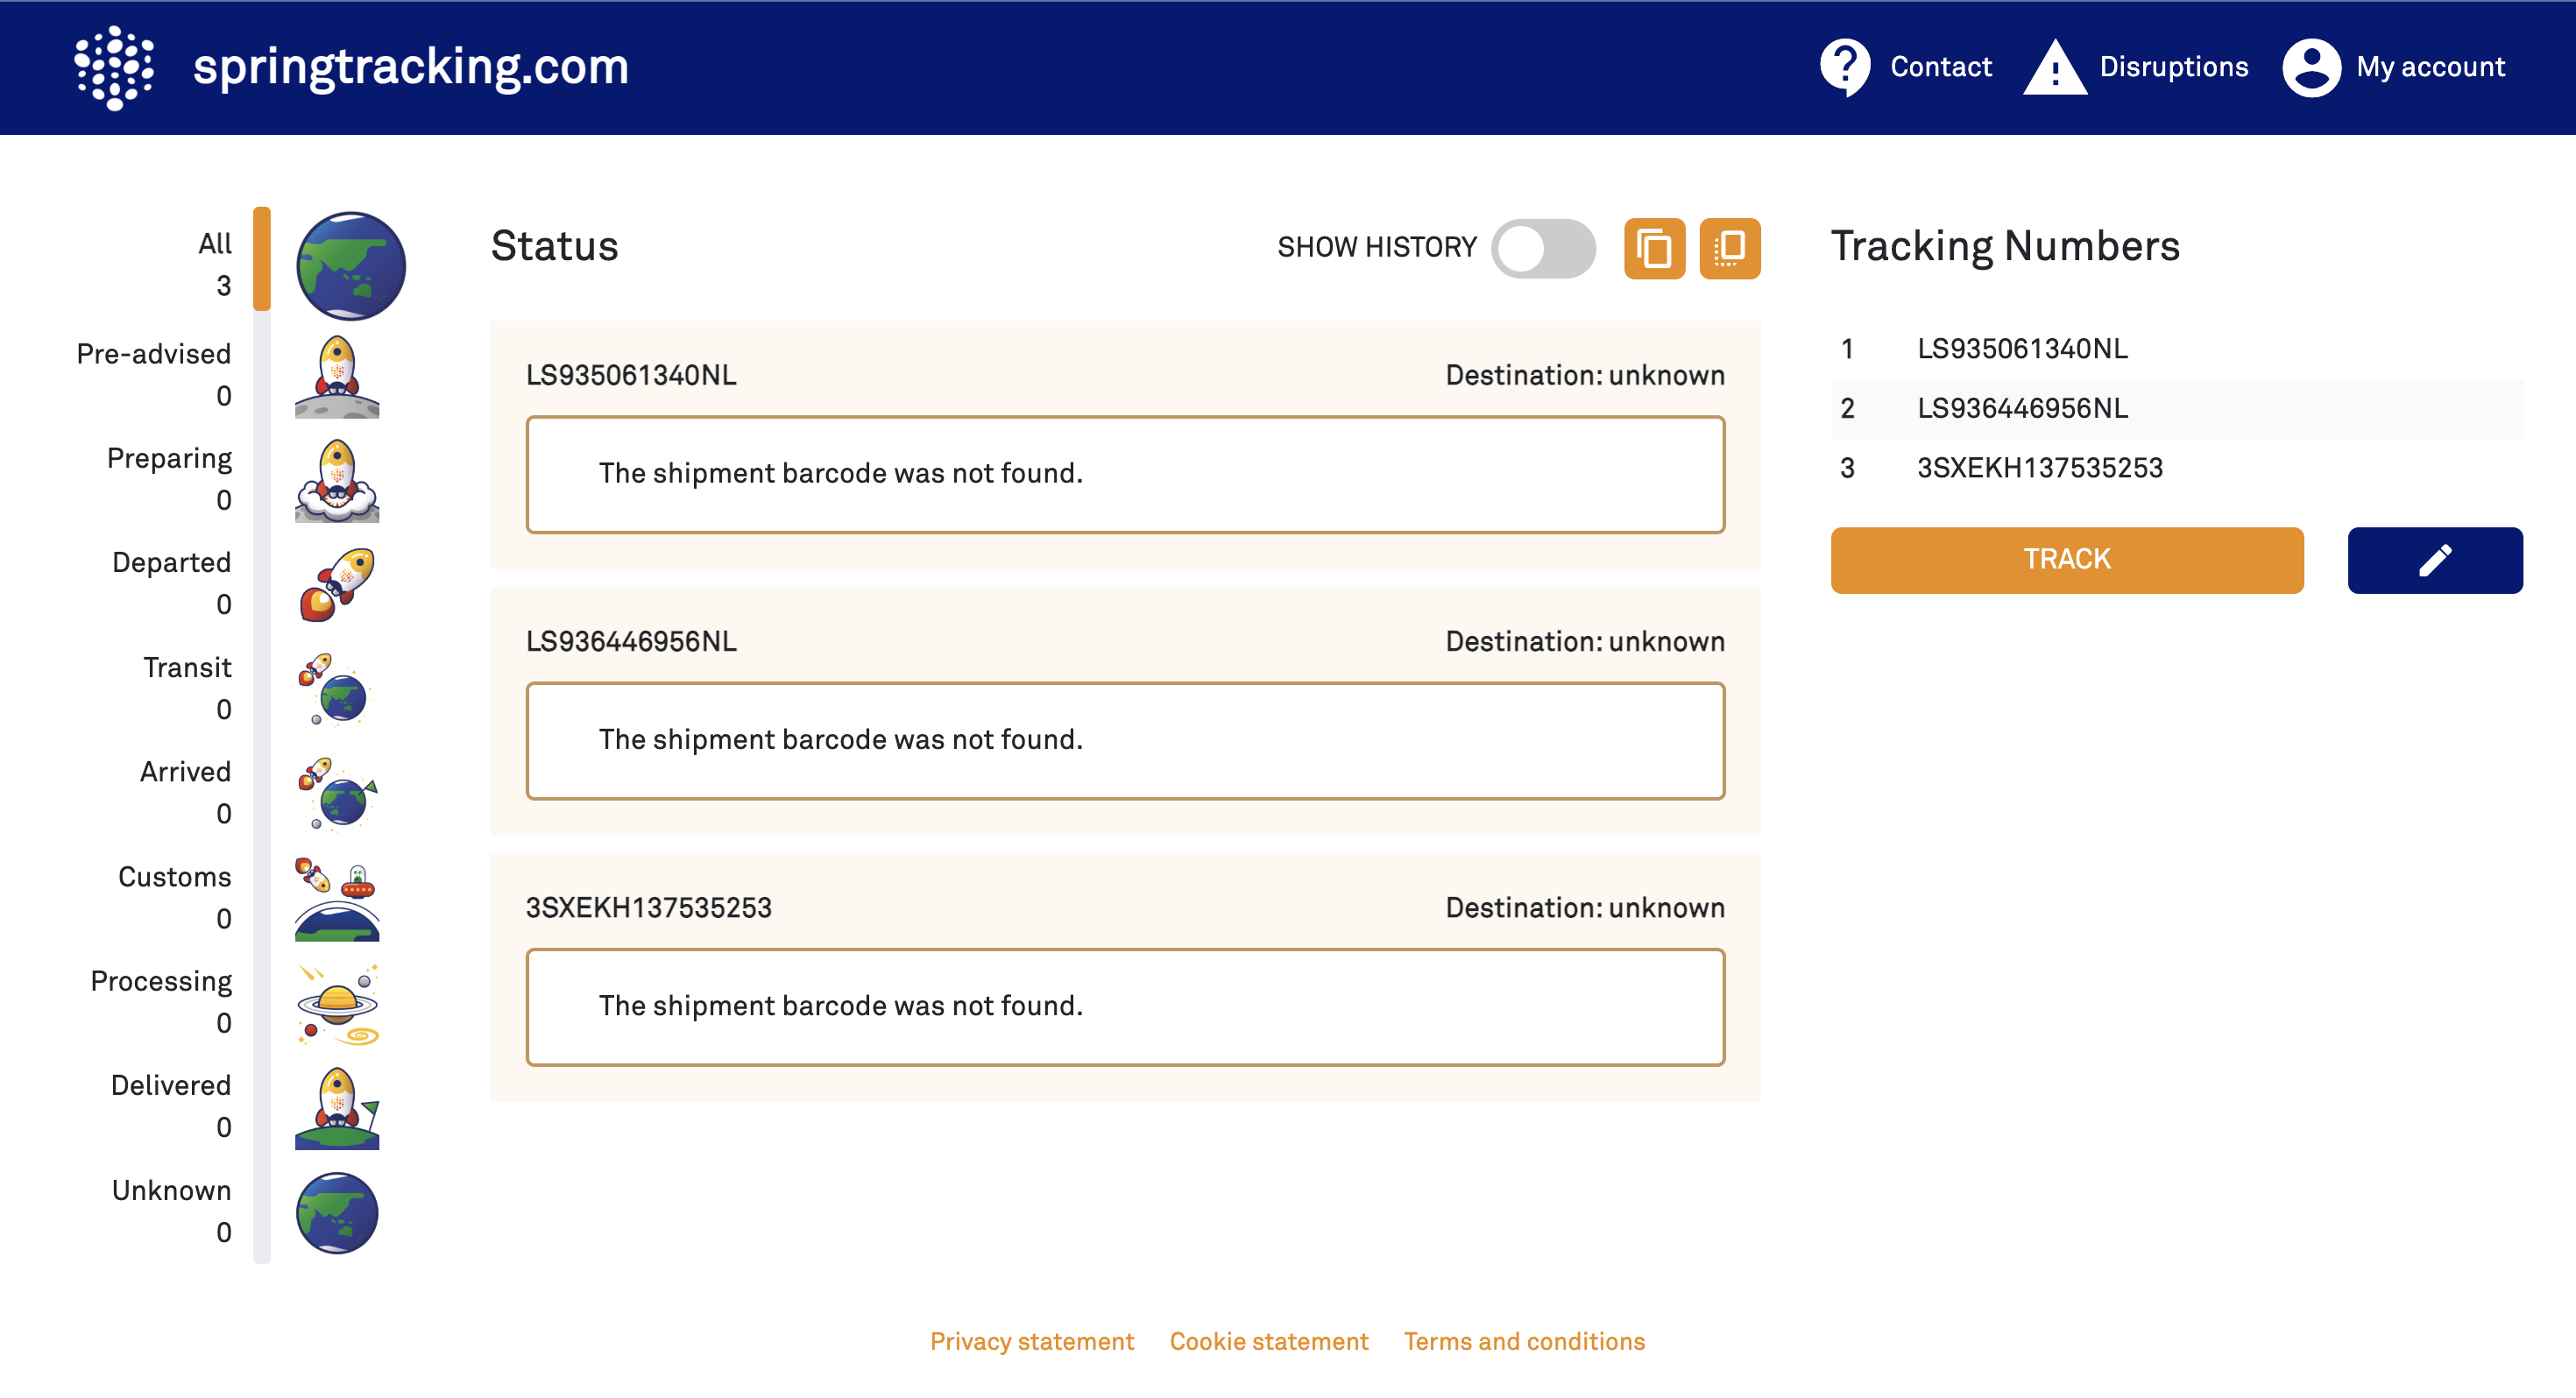 springtracking.com
Contact
Disruptions
My account
All
3
Pre-advised
0
Preparing
0
Departed
0
Transit
0
Arrived
0
Customs
0
Processing
0
Delivered
0
Unknown
0
Status
SHOW HISTORY
LS935061340NL
Destination: unknown
The shipment barcode was not found.
LS936446956NL
Destination: unknown
The shipment barcode was not found.
3SXEKH137535253
Destination: unknown
The shipment barcode was not found.
Tracking Numbers
1 LS935061340NL
2 LS936446956NL
3 3SXEKH137535253
TRACK
Privacy statement Cookie statement Terms and conditions